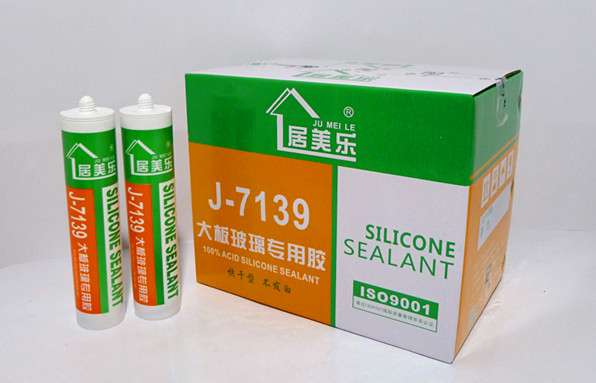 居美乐
J-7139 大板玻璃专用胶
SILICONE SEALANT
居美乐
J-7139 大板玻璃专用胶
SILICONE SEALANT
®
JU MEI LE
居美乐
J-7139
大板玻璃专用胶
100% ACID SILICONE SEALANT
快干型 不发白
SILICONE
SEALANT
ISO9001